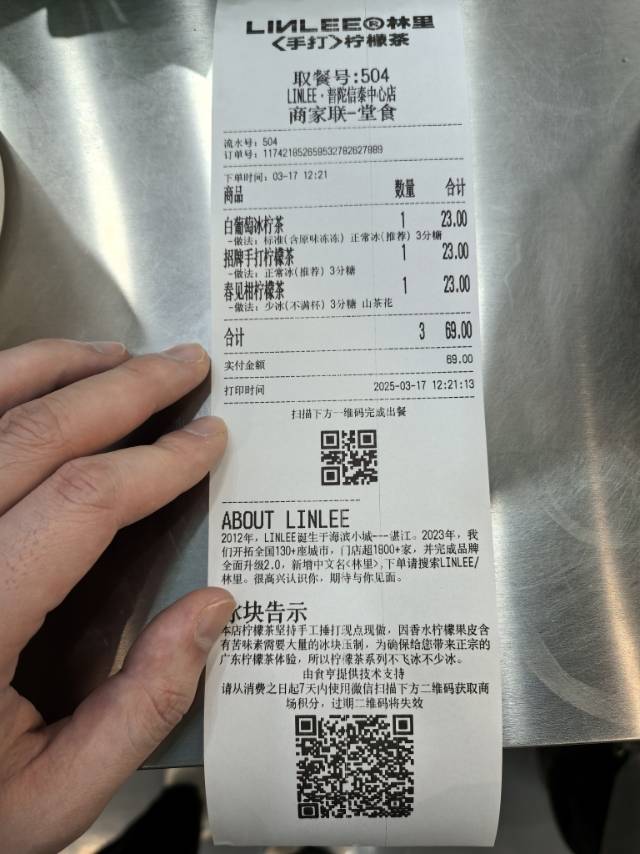 LINLEE®林里
<手打>柠檬茶
取餐号:504
LINLEE·普陀信泰中心店
商家联-堂食
流水号: 504
订单号: 1174218526598532782627989
下单时间: 03-17 12:21
商品 数量 合计
白葡萄冰柠茶 1 23.00
-做法: 标准(含原味冻冻) 正常冰(推荐) 3分糖
招牌手打柠檬茶 1 23.00
-做法: 正常冰(推荐) 3分糖
春见柑柠檬茶 1 23.00
-做法: 少冰(不满杯) 3分糖 山茶花
合计 3 69.00
实付金额 69.00
打印时间 2025-03-17 12:21:13
扫描下方一维码完成出餐
ABOUT LINLEE
2012年, LINLEE诞生于海滨小城---湛江。2023年, 我
们开拓全国130+座城市, 门店超1800+家, 并完成品牌
全面升级2.0, 新增中文名<林里>,下单请搜索LINLEE/
林里。很高兴认识你, 期待与你见面。
冰块告示
本店柠檬茶坚持手工捶打现点现做, 因香水柠檬果皮含
有苦味素需要大量的冰块压制, 为确保给您带来正宗的
广东柠檬茶体验, 所以柠檬茶系列不飞冰不少冰。
由食亨提供技术支持
请从消费之日起7天内使用微信扫描下方二维码获取商
场积分, 过期二维码将失效